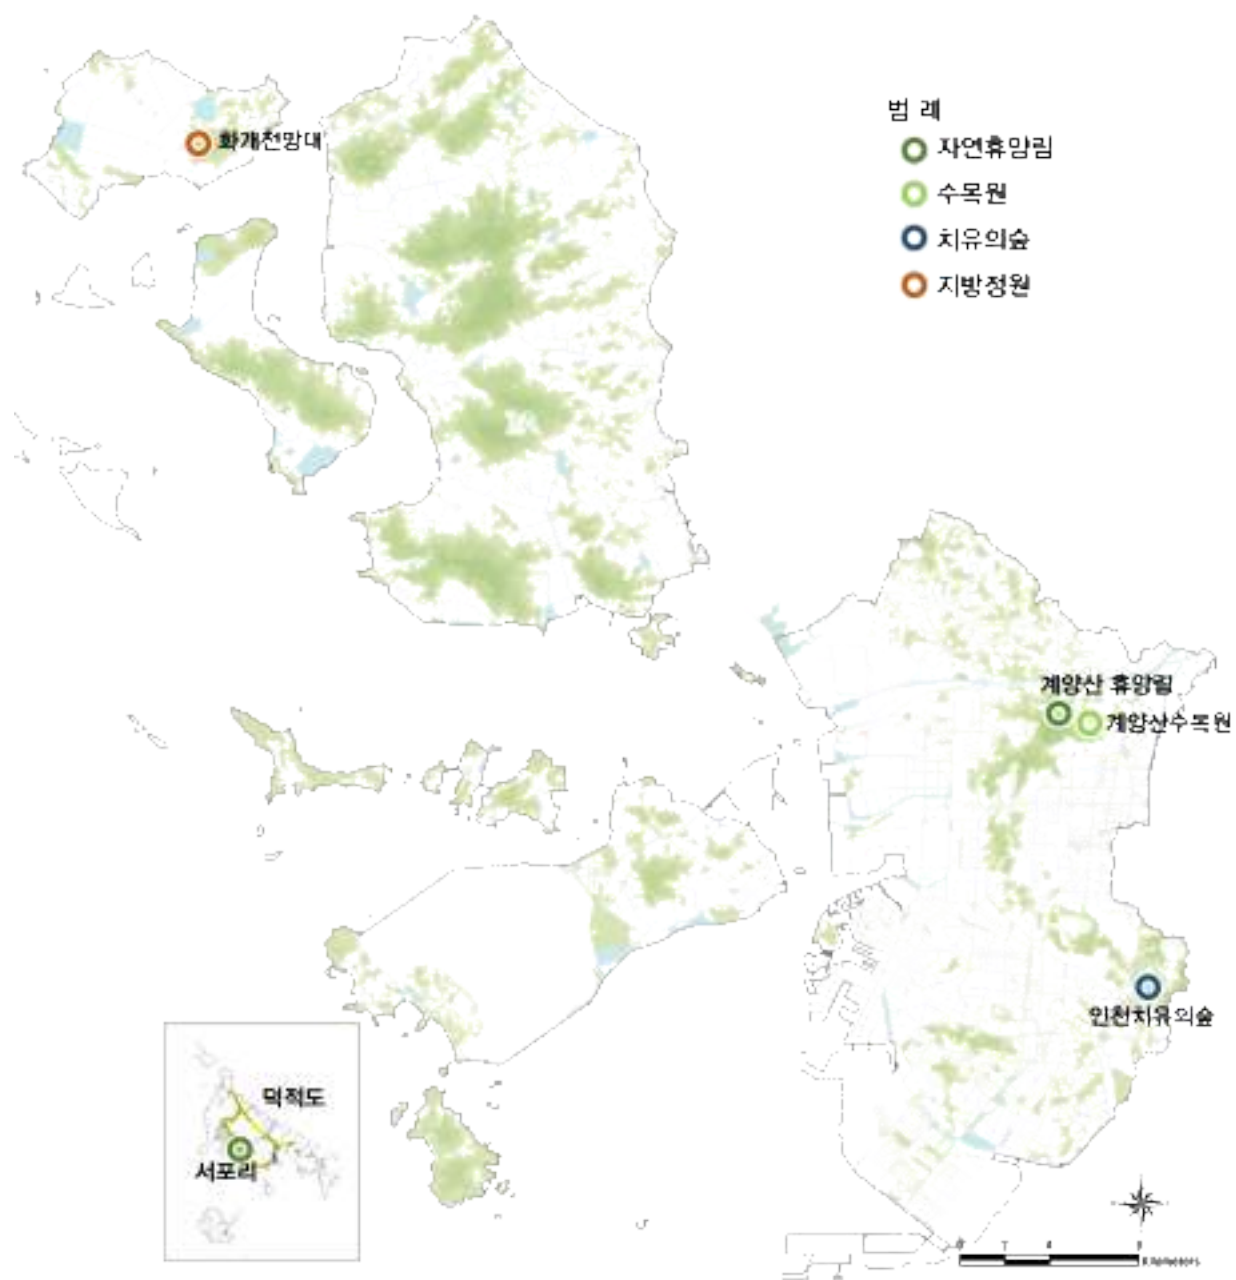 범 례
자연휴양림
수목원
치유의숲
지방정원
화개전망대
계양산 휴양림
계양산수목원
인천치유의숲
덕적도
서포리
Kilometers